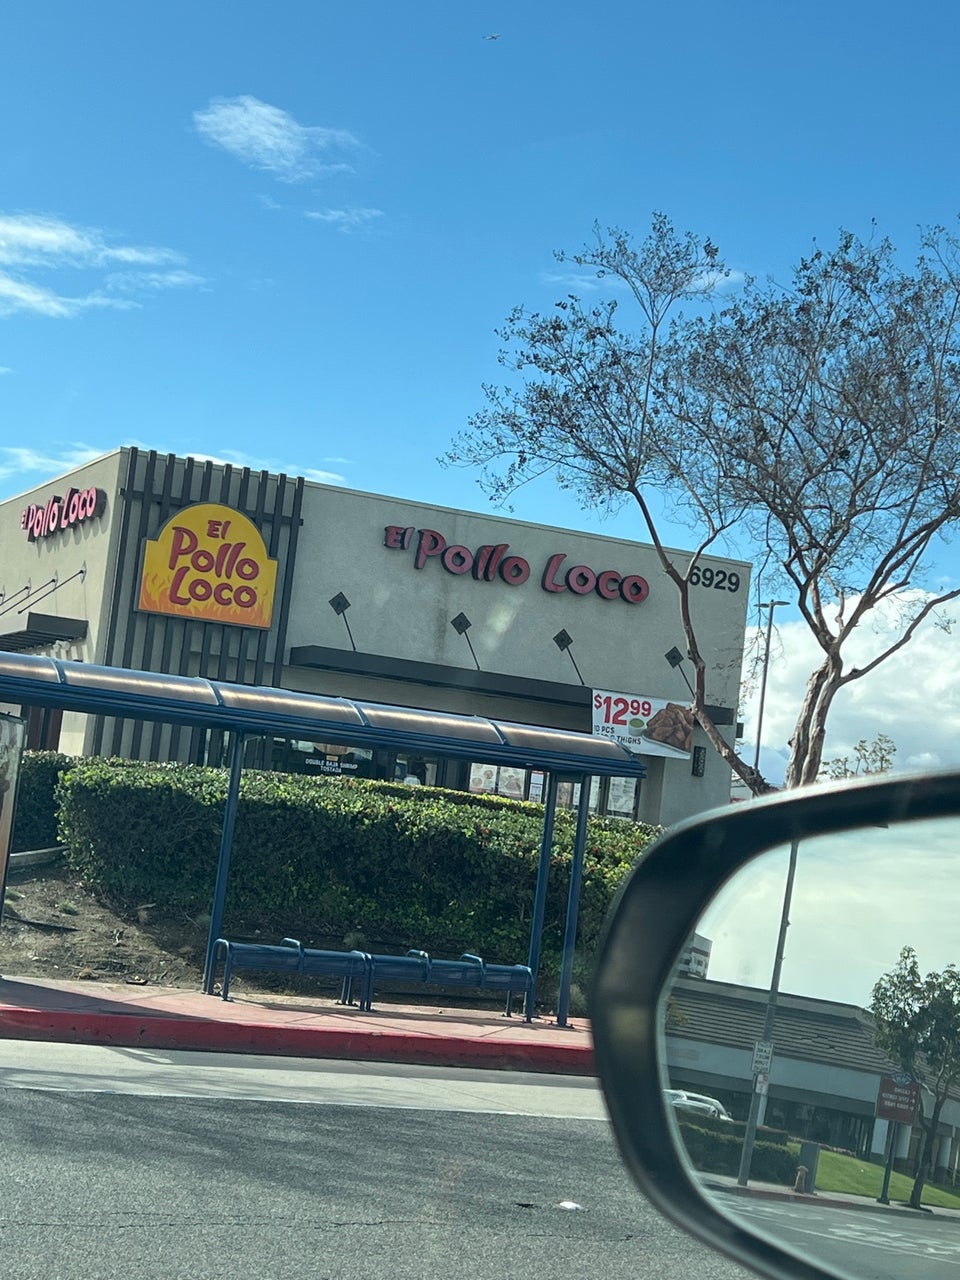 El Pollo Loco
El
Pollo
Loco
El Pollo Loco
6929
$12.99
10 PCS
THIGHS
DOUBLE BAJA SHRIMP
TOSTADA